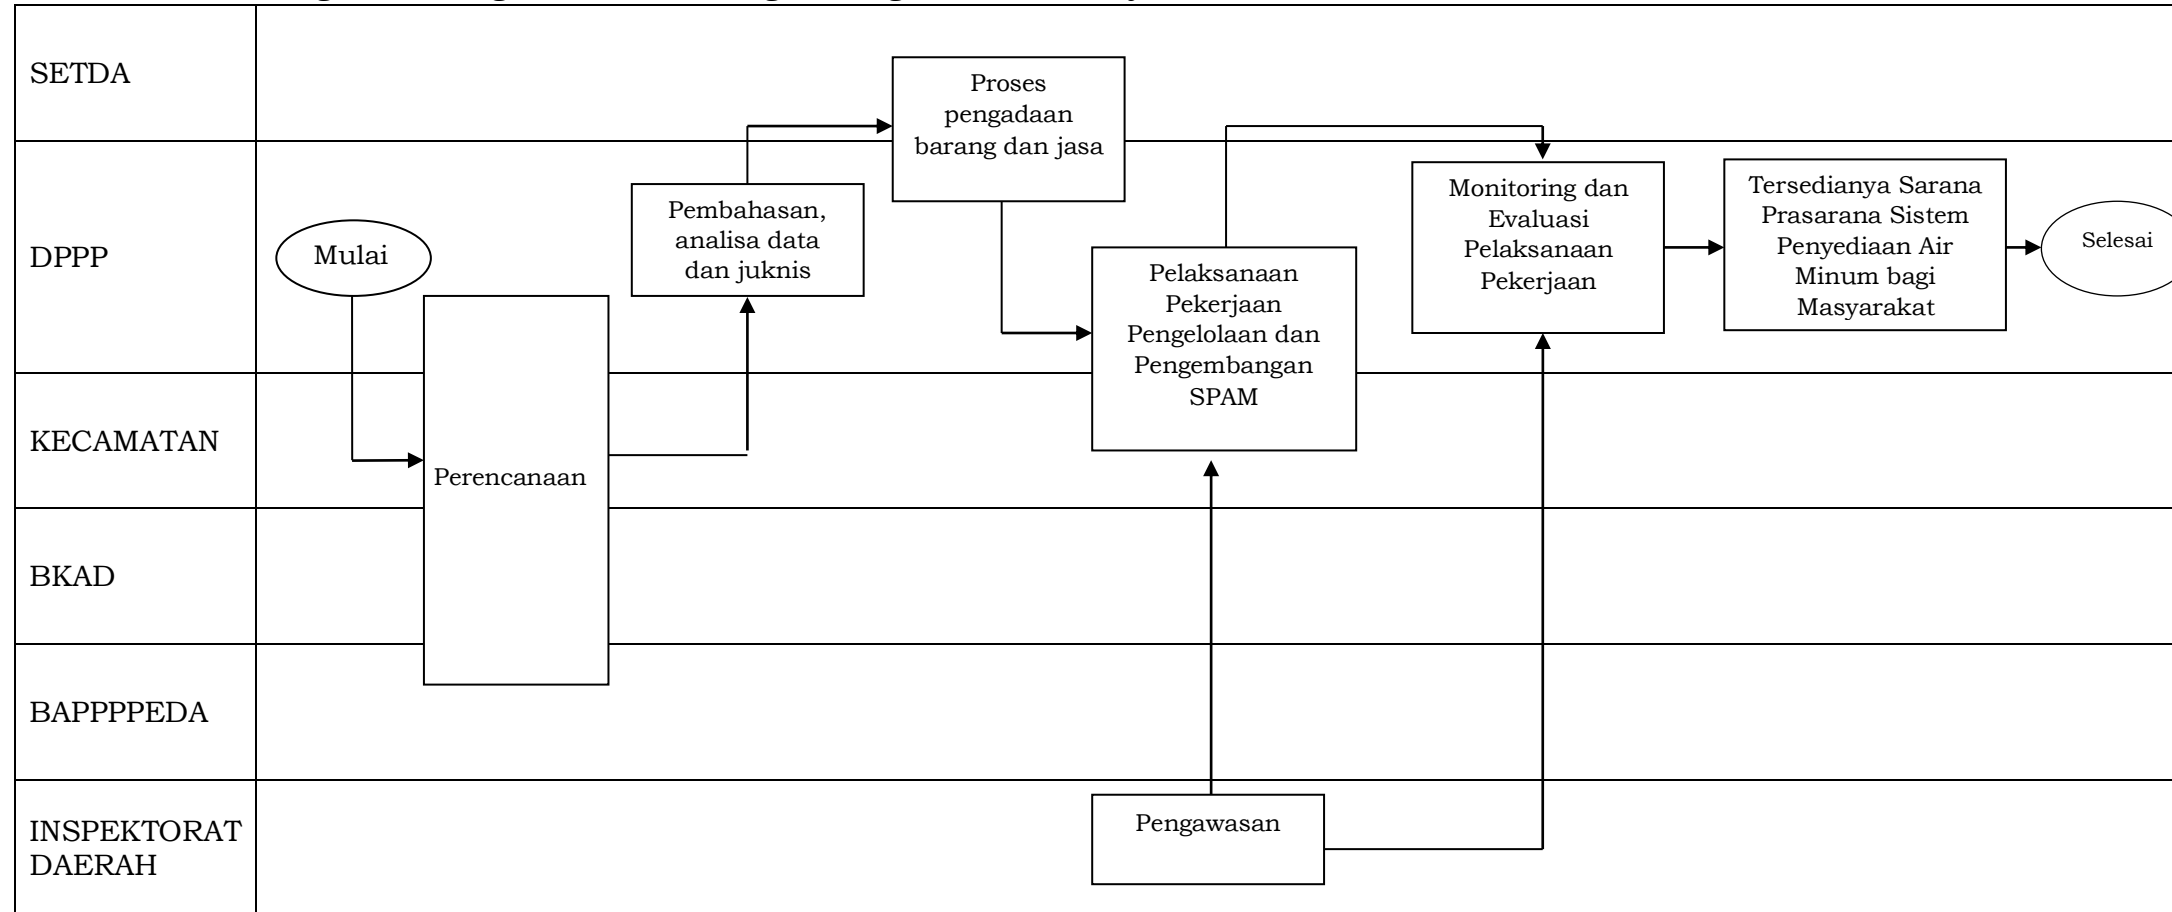 SETDA
Proses
pengadaan
barang dan jasa
DPPP
Mulai
Pembahasan,
analisa data
dan juknis
Monitoring dan
Evaluasi
Pelaksanaan
Pekerjaan
Tersedianya Sarana
Prasarana Sistem
Penyediaan Air
Minum bagi
Masyarakat
Selesai
Pelaksanaan
Pekerjaan
Pengelolaan dan
Pengembangan
SPAM
KECAMATAN
Perencanaan
BKAD
BAPPPPEDA
INSPEKTORAT
DAERAH
Pengawasan